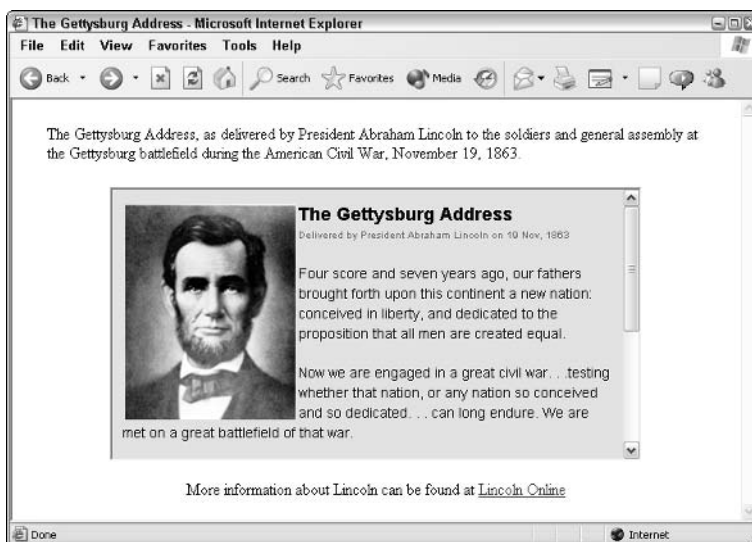 The Gettysburg Address - Microsoft Internet Explorer
File Edit View Favorites Tools Help
Back Search Favorites Media
The Gettysburg Address, as delivered by President Abraham Lincoln to the soldiers and general assembly at
the Gettysburg battlefield during the American Civil War, November 19, 1863.
The Gettysburg Address
Delivered by President Abraham Lincoln on 19 Nov, 1863
Four score and seven years ago, our fathers
brought forth upon this continent a new nation:
conceived in liberty, and dedicated to the
proposition that all men are created equal.
Now we are engaged in a great civil war. . .testing
whether that nation, or any nation so conceived
and so dedicated. . . can long endure. We are
met on a great battlefield of that war.
More information about Lincoln can be found at Lincoln Online
Done Internet